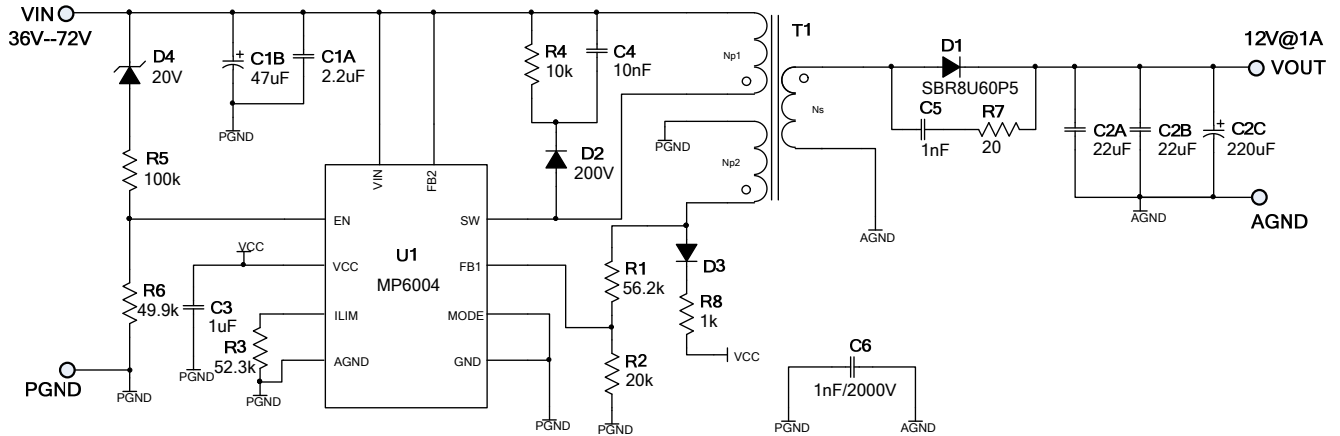 VIN
36V--72V
D4
20V
C1B
47uF
C1A
2.2uF
PGND
R4
10k
C4
10nF
Np1
T1
Ns
D1
SBR8U60P5
C5
1nF
R7
20
12V@1A
VOUT
C2A
22uF
C2B
22uF
C2C
220uF
AGND
AGND
AGND
PGND
Np2
D2
200V
R5
100k
VIN
FB2
EN
SW
VCC
VCC
U1
MP6004
FB1
ILIM
MODE
AGND
GND
R6
49.9k
C3
1uF
R3
52.3k
PGND
PGND
PGND
PGND
PGND
R1
56.2k
D3
R8
1k
VCC
R2
20k
PGND
PGND
C6
1nF/2000V
PGND
AGND